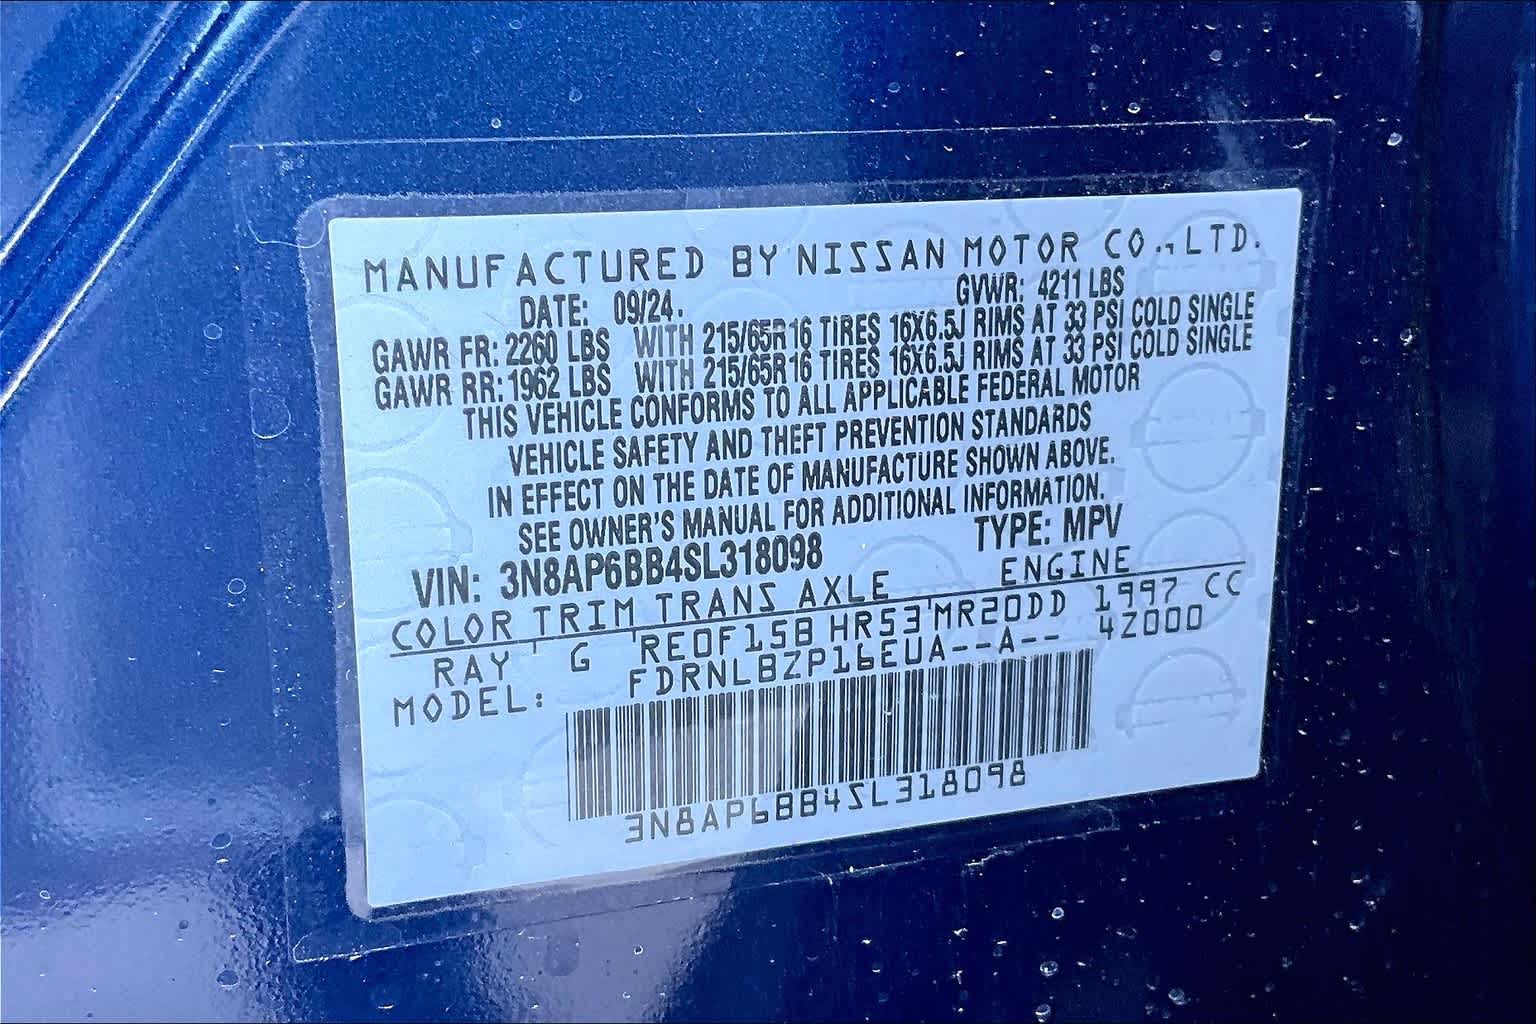 MANUFACTURED BY NISSAN MOTOR CO.,LTD.
DATE: 09/24. GVWR: 4211 LBS
GAWR FR: 2260 LBS WITH 215/65R16 TIRES 16X6.5J RIMS AT 33 PSI COLD SINGLE
GAWR RR: 1962 LBS WITH 215/65R16 TIRES 16X6.5J RIMS AT 33 PSI COLD SINGLE
THIS VEHICLE CONFORMS TO ALL APPLICABLE FEDERAL MOTOR
VEHICLE SAFETY AND THEFT PREVENTION STANDARDS
IN EFFECT ON THE DATE OF MANUFACTURE SHOWN ABOVE.
SEE OWNER'S MANUAL FOR ADDITIONAL INFORMATION.
VIN: 3N8AP6BB4SL318098 TYPE: MPV
COLOR TRIM TRANS AXLE ENGINE
RAY G RE0F15B HR53 MR20DD 1997 CC
MODEL: FDRNLBZP16EUA--A-- 4Z000
3N8AP6BB4SL318098